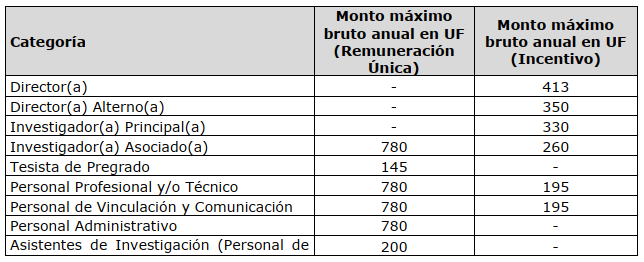 Categoría
Monto máximo
bruto anual en UF
(Remuneración
Única)
Monto máximo
bruto anual en UF
(Incentivo)
Director(a) - 413
Director(a) Alterno(a) - 350
Investigador(a) Principal(a) - 330
Investigador(a) Asociado(a) 780 260
Tesista de Pregrado 145 -
Personal Profesional y/o Técnico 780 195
Personal de Vinculación y Comunicación 780 195
Personal Administrativo 780 -
Asistentes de Investigación (Personal de 200 -